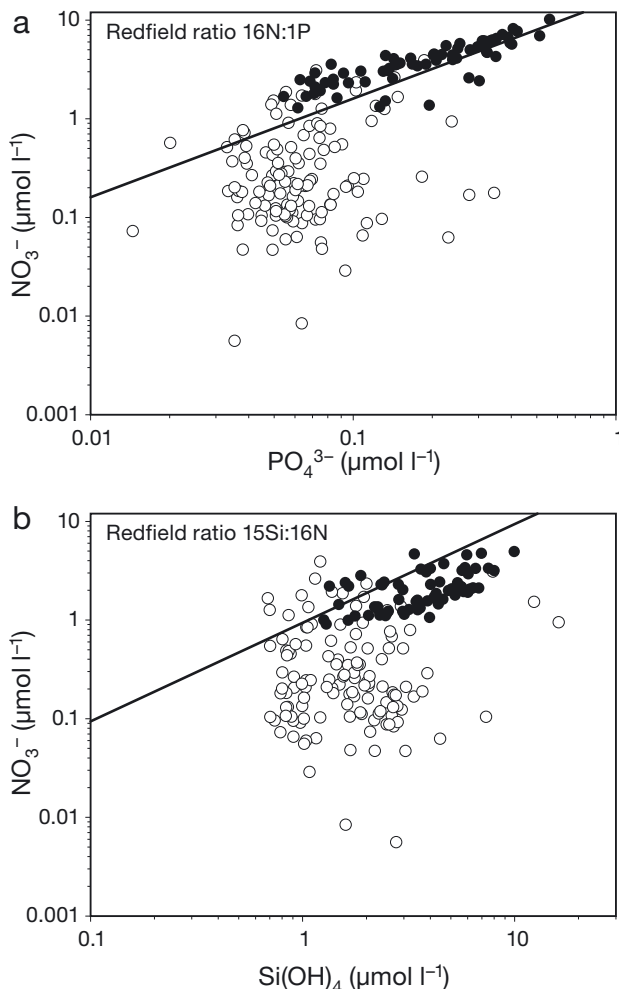 a
Redfield ratio 16N:1P
10
1
0.1
0.01
0.001
NO₃⁻ (µmol l⁻¹)
0.01
0.1
1
PO₄³⁻ (µmol l⁻¹)
b
Redfield ratio 15Si:16N
10
1
0.1
0.01
0.001
NO₃⁻ (µmol l⁻¹)
0.1
1
10
Si(OH)₄ (µmol l⁻¹)